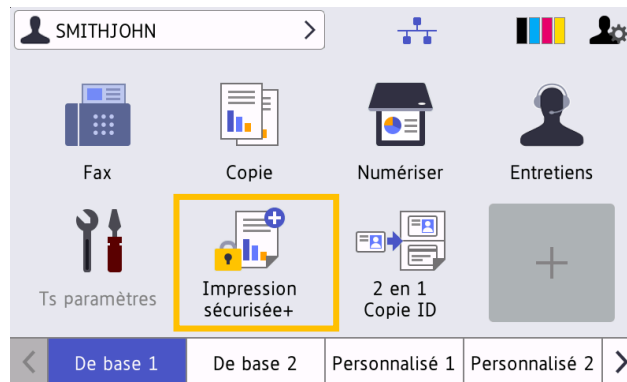 SMITHJOHN
Fax
Copie
Numériser
Entretiens
Ts paramètres
Impression
sécurisée+
2 en 1
Copie ID
De base 1
De base 2
Personnalisé 1
Personnalisé 2